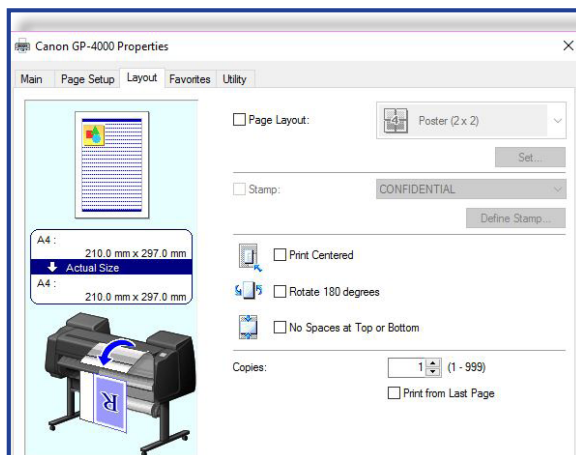 Canon GP-4000 Properties
Main Page Setup Layout Favorites Utility
Page Layout: 4 Poster (2 x 2)
Set...
Stamp: CONFIDENTIAL
Define Stamp...
A4 :
210.0 mm x 297.0 mm
Actual Size
A4 :
210.0 mm x 297.0 mm
Print Centered
Rotate 180 degrees
No Spaces at Top or Bottom
Copies: 1 (1 - 999)
Print from Last Page
R